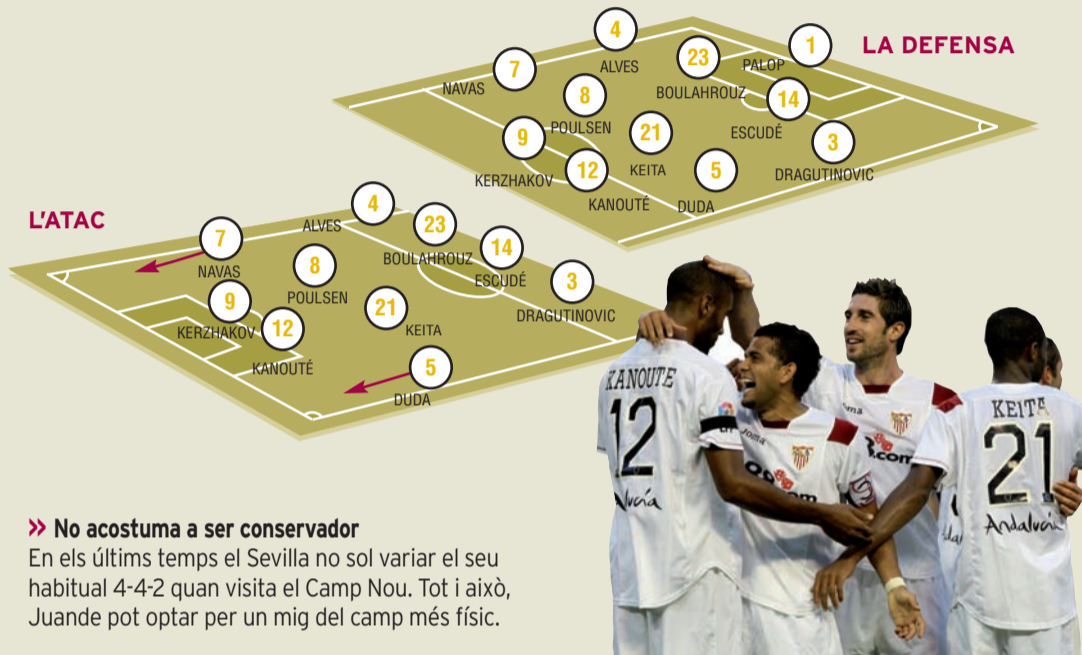 LA DEFENSA
4
ALVES
1
PALOP
23
BOULAHROUZ
7
NAVAS
8
POULSEN
14
ESCUDÉ
9
KERZHAKOV
21
KEITA
3
DRAGUTINOVIC
12
KANOUTÉ
5
DUDA
L'ATAC
4
ALVES
7
NAVAS
23
BOULAHROUZ
14
ESCUDÉ
8
POULSEN
3
DRAGUTINOVIC
9
KERZHAKOV
21
KEITA
12
KANOUTÉ
5
DUDA
KANOUTE
12
Joma
.com
KEITA
21
Andalucía
» No acostuma a ser conservador
En els últims temps el Sevilla no sol variar el seu
habitual 4-4-2 quan visita el Camp Nou. Tot i això,
Juande pot optar per un mig del camp més físic.